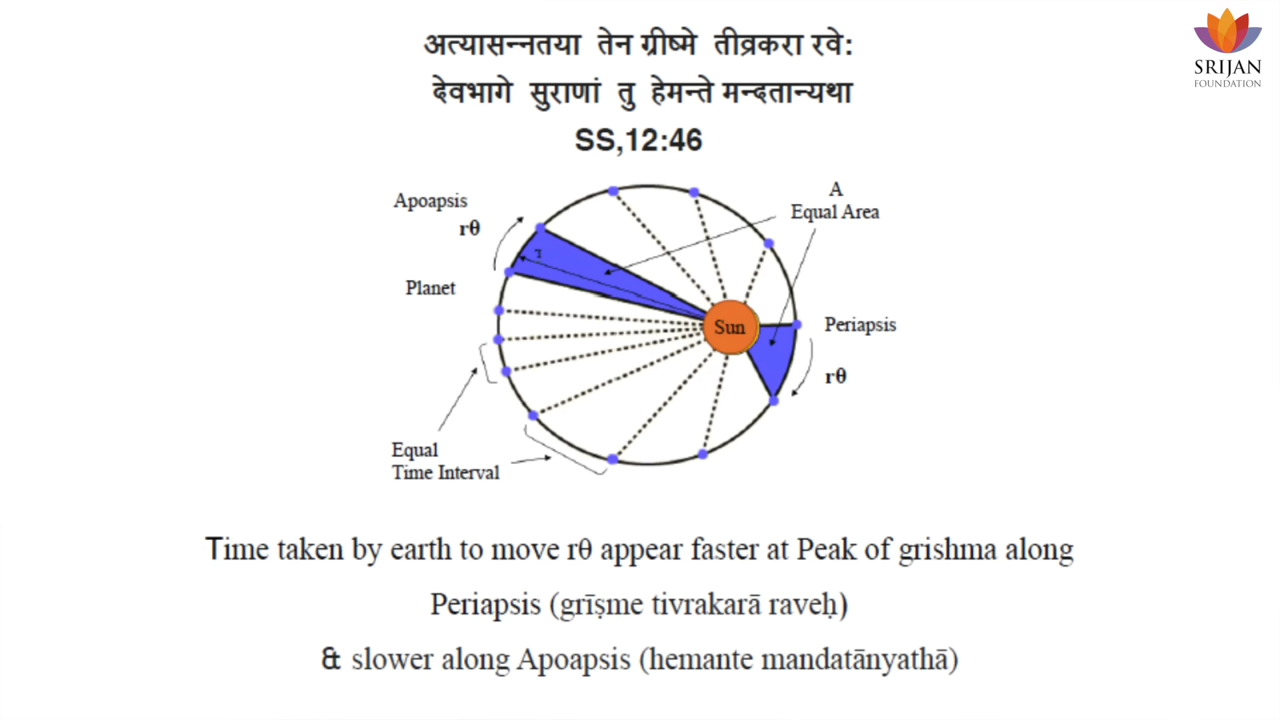 अत्यासन्नतया तेन ग्रीष्मे तीव्रकरा रवे:
देवभागे सुराणां तु हेमन्ते मन्दतान्यथा
SS,12:46
SRIJAN
FOUNDATION
Apoapsis
rθ
A
Equal Area
Planet
Sun
Periapsis
rθ
Equal
Time Interval
Time taken by earth to move rθ appear faster at Peak of grishma along
Periapsis (grīṣme tivrakarā raveḥ)
& slower along Apoapsis (hemante mandatānyathā)